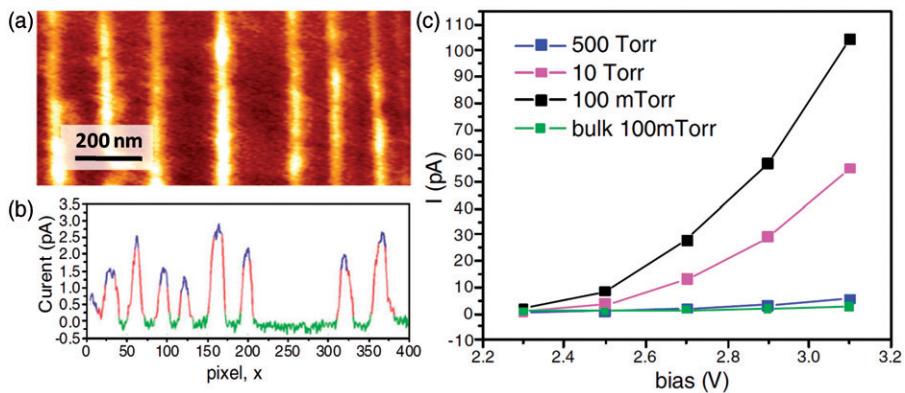 (a)
200 nm
(b)
Curent (pA)
3.5
3.0
2.5
2.0
1.5
1.0
0.5
0.0
-0.5
0 50 100 150 200 250 300 350 400
pixel, x
(c)
I (pA)
110
100
90
80
70
60
50
40
30
20
10
0
-10
500 Torr
10 Torr
100 mTorr
bulk 100mTorr
2.2 2.4 2.6 2.8 3.0 3.2
bias (V)